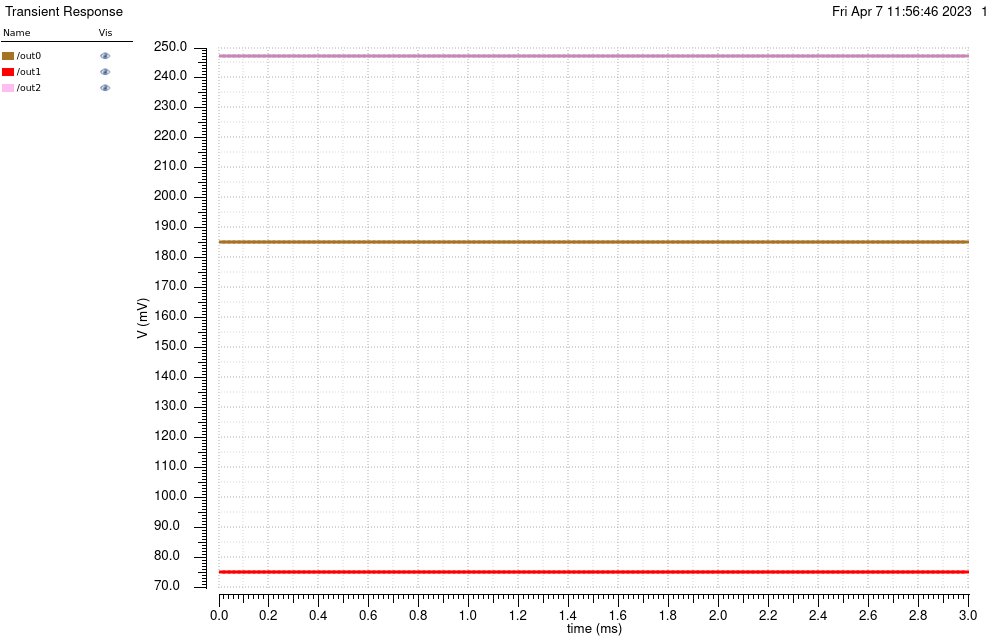 Transient Response
Fri Apr 7 11:56:46 2023 1
Name Vis
/out0
/out1
/out2
250.0
240.0
230.0
220.0
210.0
200.0
190.0
180.0
170.0
160.0
150.0
140.0
130.0
120.0
110.0
100.0
90.0
80.0
70.0
V (mV)
0.0 0.2 0.4 0.6 0.8 1.0 1.2 1.4 1.6 1.8 2.0 2.2 2.4 2.6 2.8 3.0
time (ms)